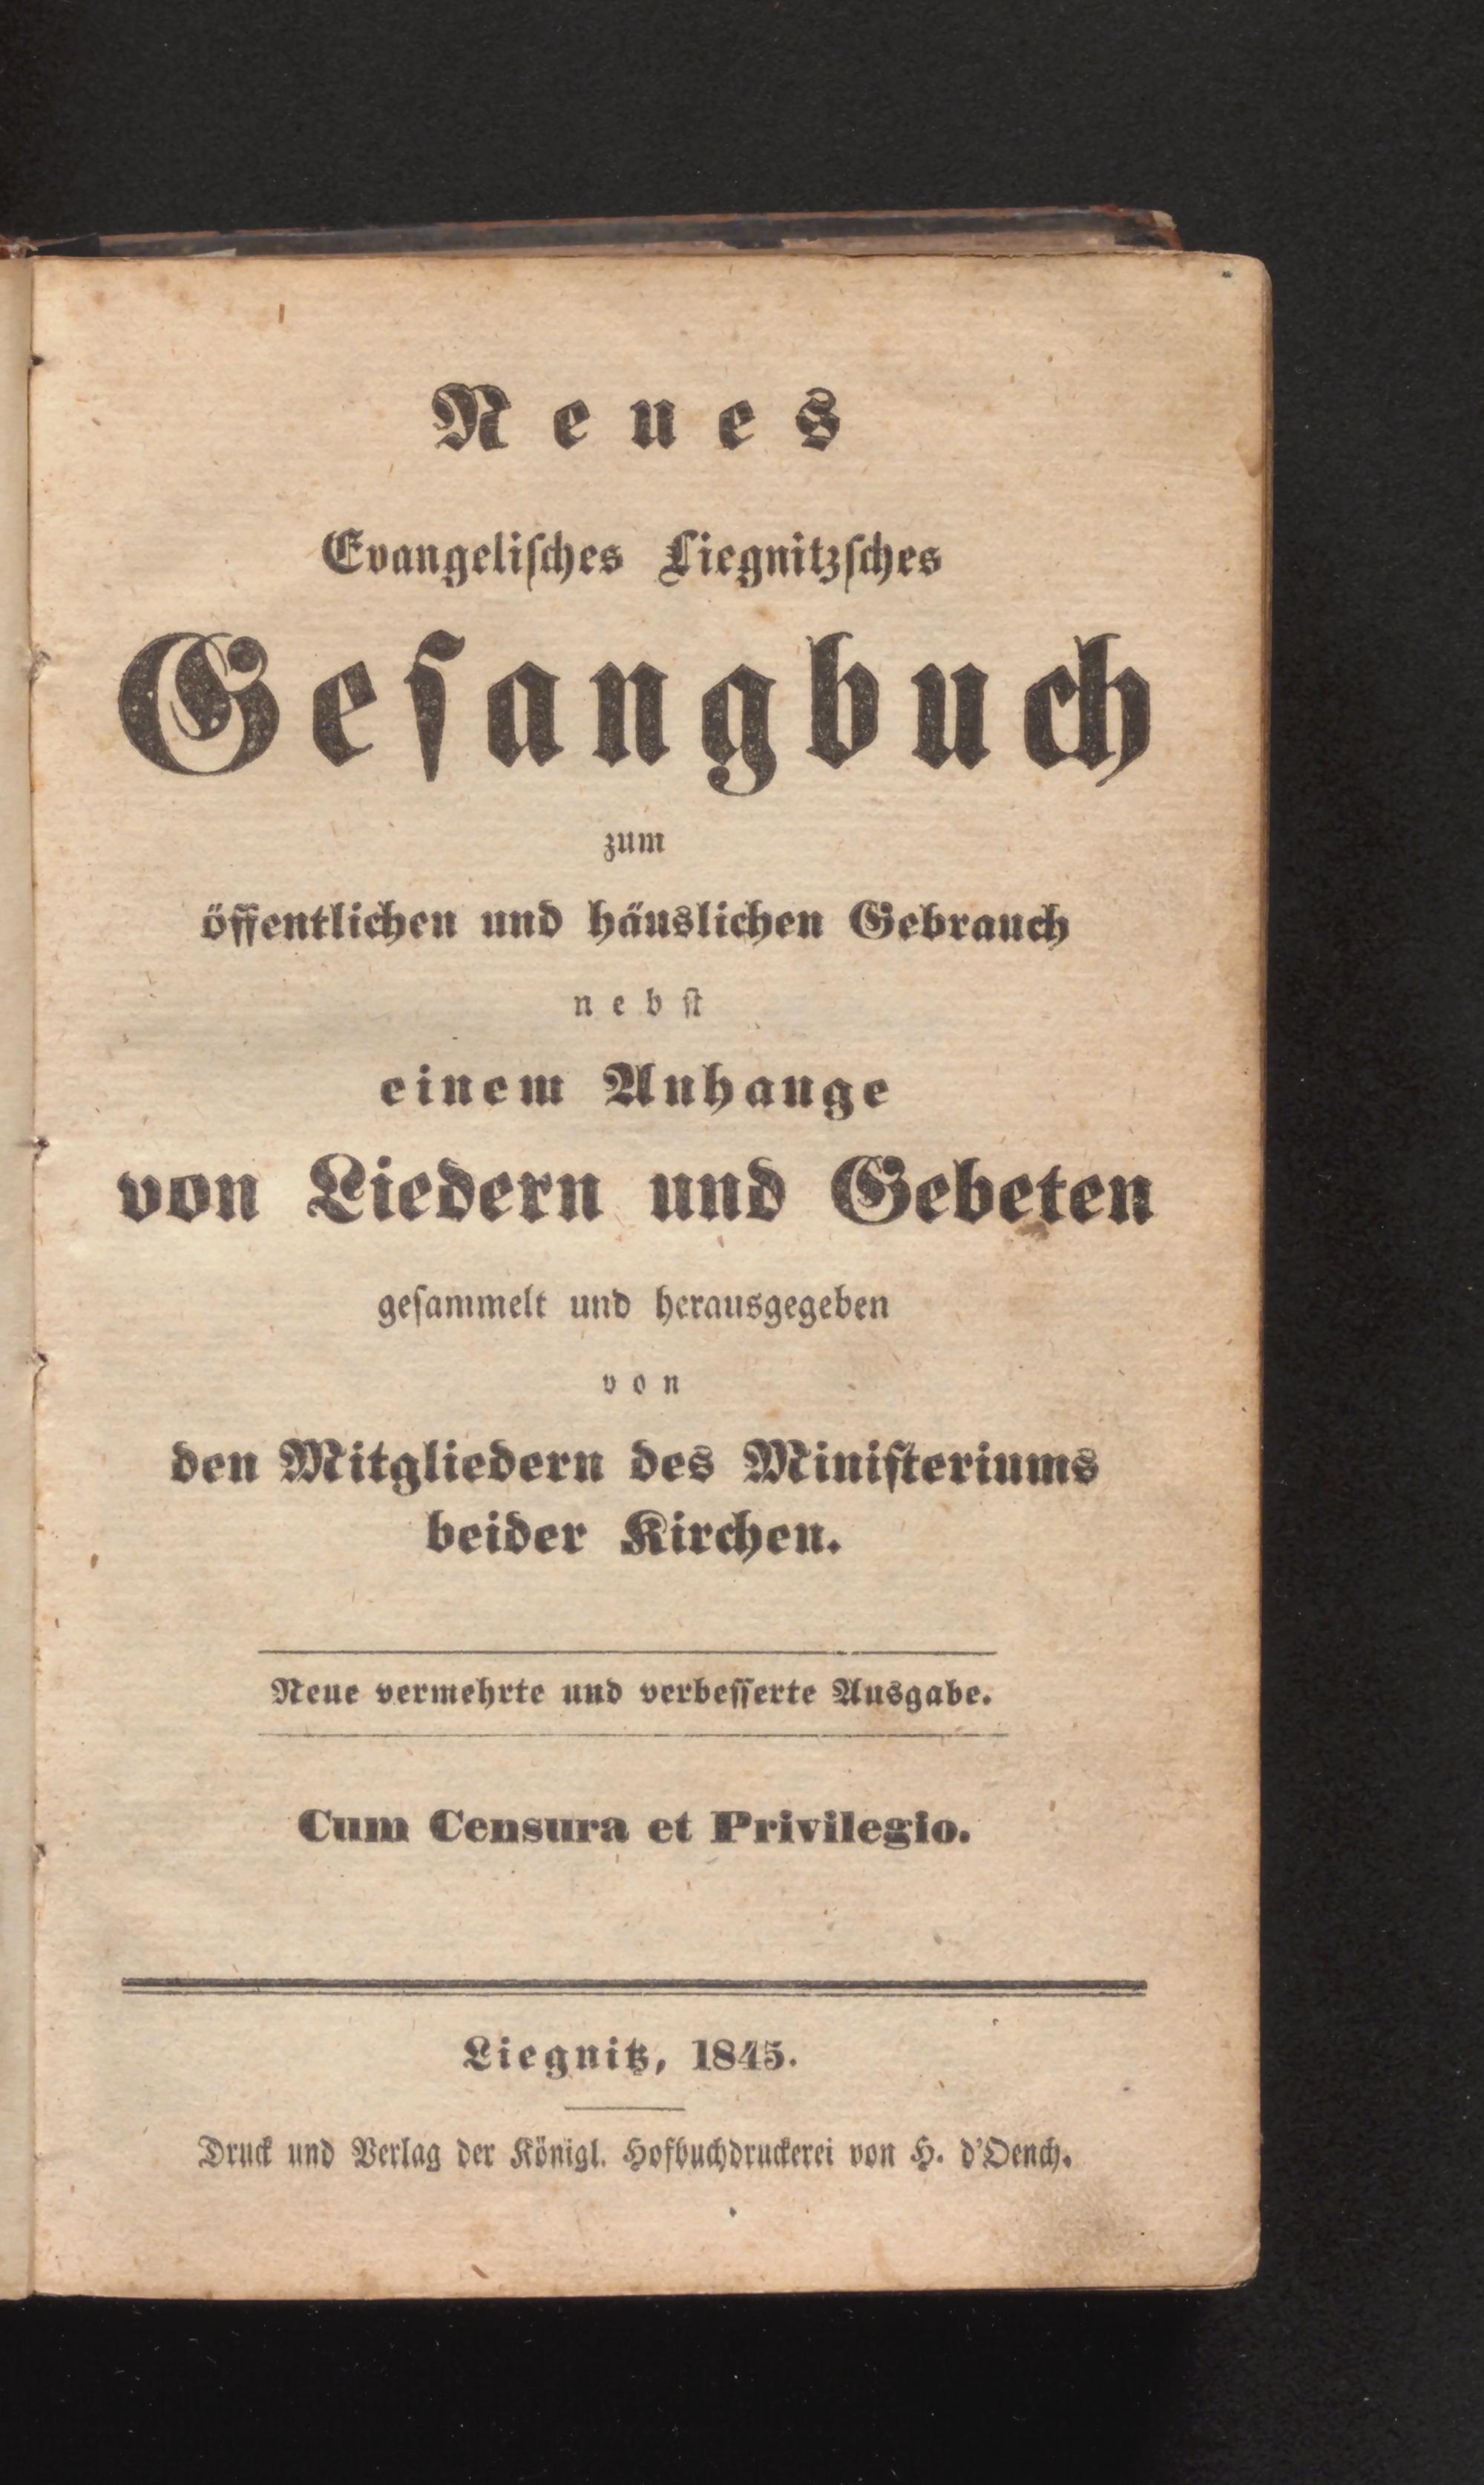 Neues
Evangelisches Liegnitzsches
Gesangbuch
zum
öffentlichen und häuslichen Gebrauch
nebst
einem Anhange
von Liedern und Gebeten
gesammelt und herausgegeben
von
den Mitgliedern des Ministeriums
beider Kirchen.
Neue vermehrte und verbesserte Ausgabe.
Cum Censura et Privilegio.
Liegnitz, 1845.
Druck und Verlag der Königl. Hofbuchdruckerei von H. d'Oench.